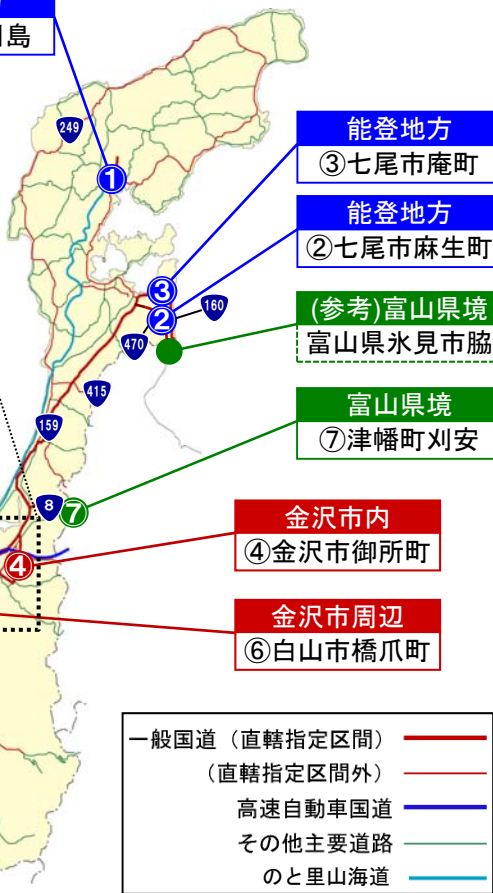 島
249
①
能登地方
③七尾市庵町
能登地方
②七尾市麻生町
③
②
160
470
(参考)富山県境
富山県氷見市脇
415
富山県境
⑦津幡町刈安
159
8
⑦
金沢市内
④金沢市御所町
④
金沢市周辺
⑥白山市橋爪町
一般国道（直轄指定区間）
（直轄指定区間外）
高速自動車国道
その他主要道路
のと里山海道